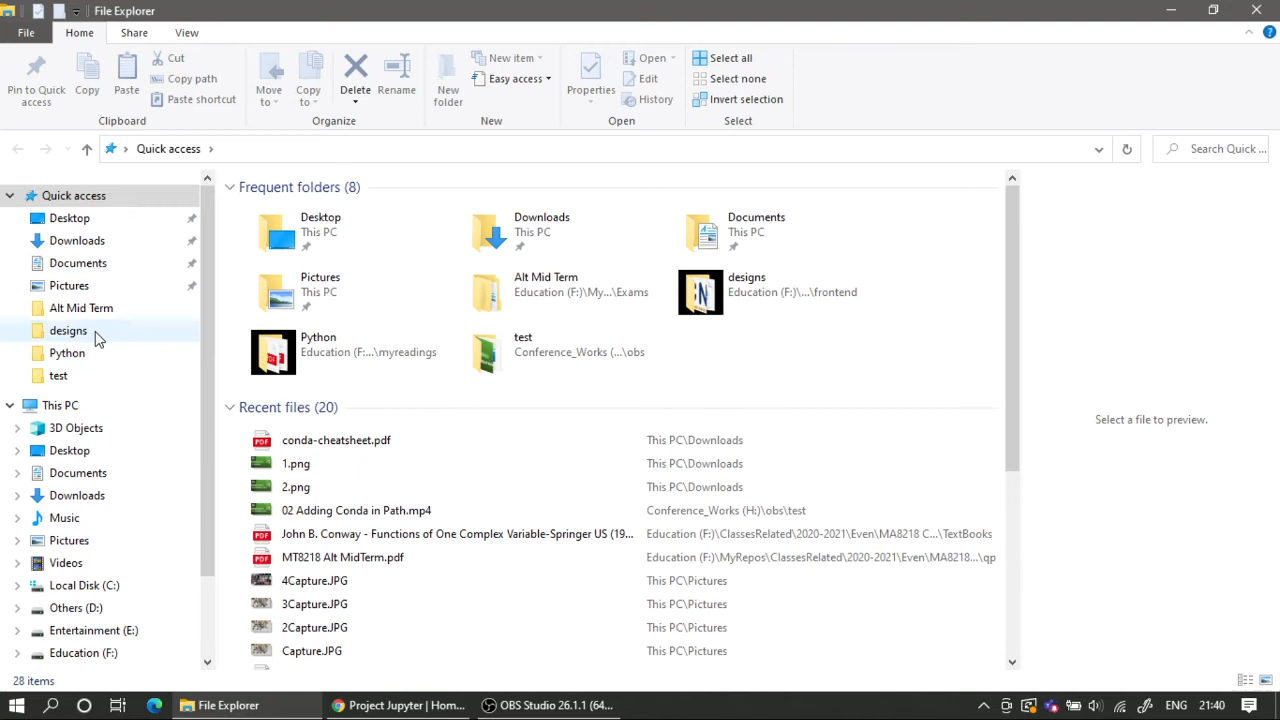 File Explorer
File Home Share View
Pin to Quick access
Copy
Paste
Cut
Copy path
Paste shortcut
Clipboard
Move to
Copy to
Delete
Rename
Organize
New folder
New item
Easy access
New
Properties
Open
Edit
History
Open
Select all
Select none
Invert selection
Select
Quick access
Search Quick ...
Quick access
Desktop
Downloads
Documents
Pictures
Alt Mid Term
designs
Python
test
This PC
3D Objects
Desktop
Documents
Downloads
Music
Pictures
Videos
Local Disk (C:)
Others (D:)
Entertainment (E:)
Education (F:)
Frequent folders (8)
Desktop
This PC
Downloads
This PC
Documents
This PC
Pictures
This PC
Alt Mid Term
Education (F:)\My...\Exams
designs
Education (F:)\...\frontend
Python
Education (F:...\myreadings
test
Conference_Works (...\obs
Recent files (20)
conda-cheatsheet.pdf This PC\Downloads
1.png This PC\Downloads
2.png This PC\Downloads
02 Adding Conda in Path.mp4 Conference_Works (H:)\obs\test
John B. Conway - Functions of One Complex Variable-Springer US (19... Education (F:)\ClassesRelated\2020-2021\Even\MA8218 C...\TextBooks
MT8218 Alt MidTerm.pdf Education (F:)\MyRepos\ClassesRelated\2020-2021\Even\MA8218...\qp
4Capture.JPG This PC\Pictures
3Capture.JPG This PC\Pictures
2Capture.JPG This PC\Pictures
Capture.JPG This PC\Pictures
Select a file to preview.
28 items
File Explorer
Project Jupyter | Hom...
OBS Studio 26.1.1 (64...
21:40